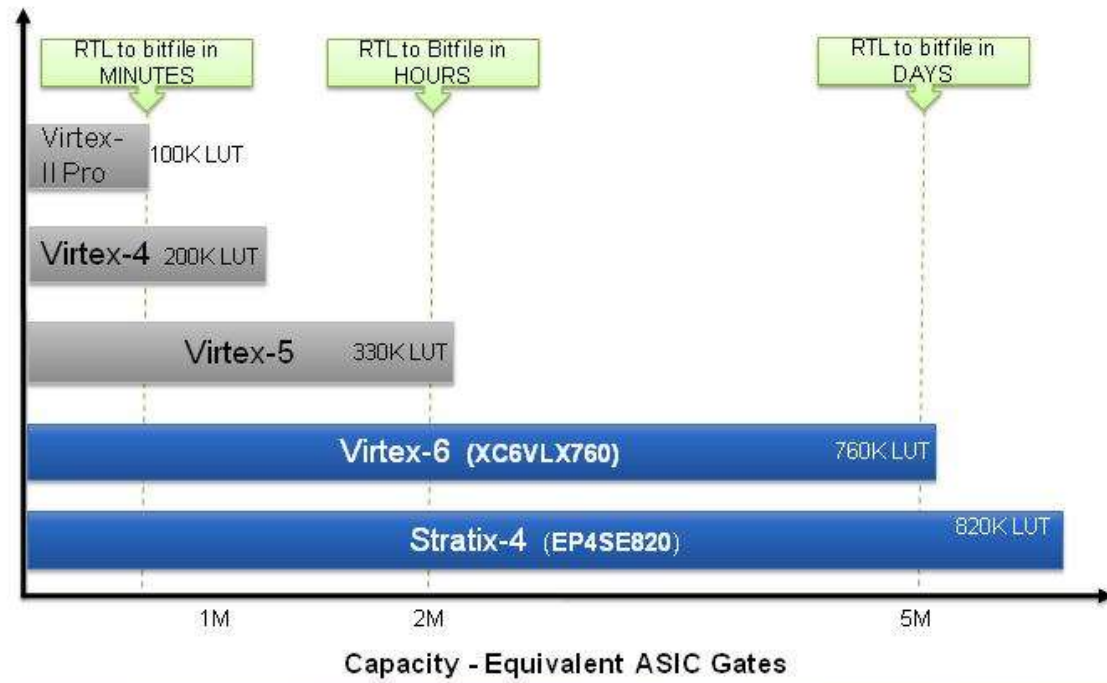 RTL to bitfile in
MINUTES
RTL to Bitfile in
HOURS
RTL to bitfile in
DAYS
Virtex-
II Pro
100K LUT
Virtex-4 200K LUT
Virtex-5 330K LUT
Virtex-6 (XC6VLX760) 760K LUT
Stratix-4 (EP4SE820) 820K LUT
1M 2M 5M
Capacity - Equivalent ASIC Gates